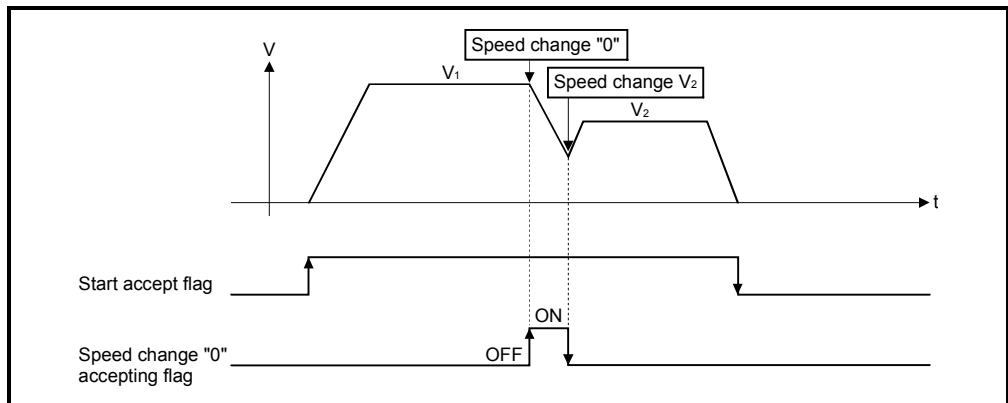 Speed change "0"
V
V1
Speed change V2
V2
t
Start accept flag
ON
OFF
Speed change "0"
accepting flag